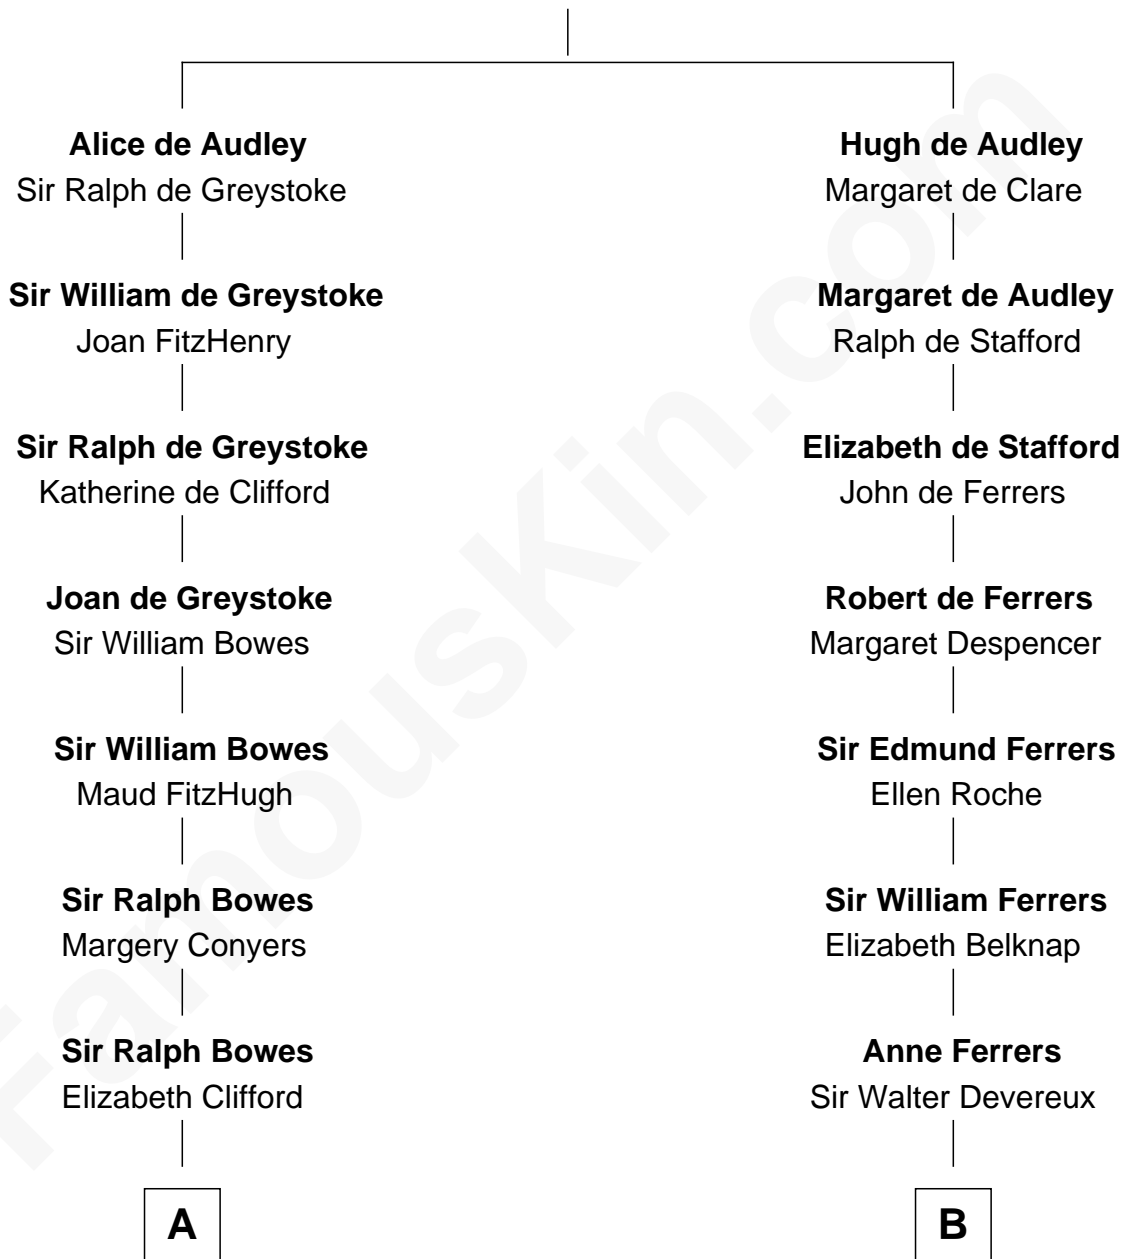 Alice de Audley
Sir Ralph de Greystoke
Sir William de Greystoke
Joan FitzHenry
Sir Ralph de Greystoke
Katherine de Clifford
Joan de Greystoke
Sir William Bowes
Sir William Bowes
Maud FitzHugh
Sir Ralph Bowes
Margery Conyers
Sir Ralph Bowes
Elizabeth Clifford
A
Hugh de Audley
Margaret de Clare
Margaret de Audley
Ralph de Stafford
Elizabeth de Stafford
John de Ferrers
Robert de Ferrers
Margaret Despencer
Sir Edmund Ferrers
Ellen Roche
Sir William Ferrers
Elizabeth Belknap
Anne Ferrers
Sir Walter Devereux
B
FamousKin.com